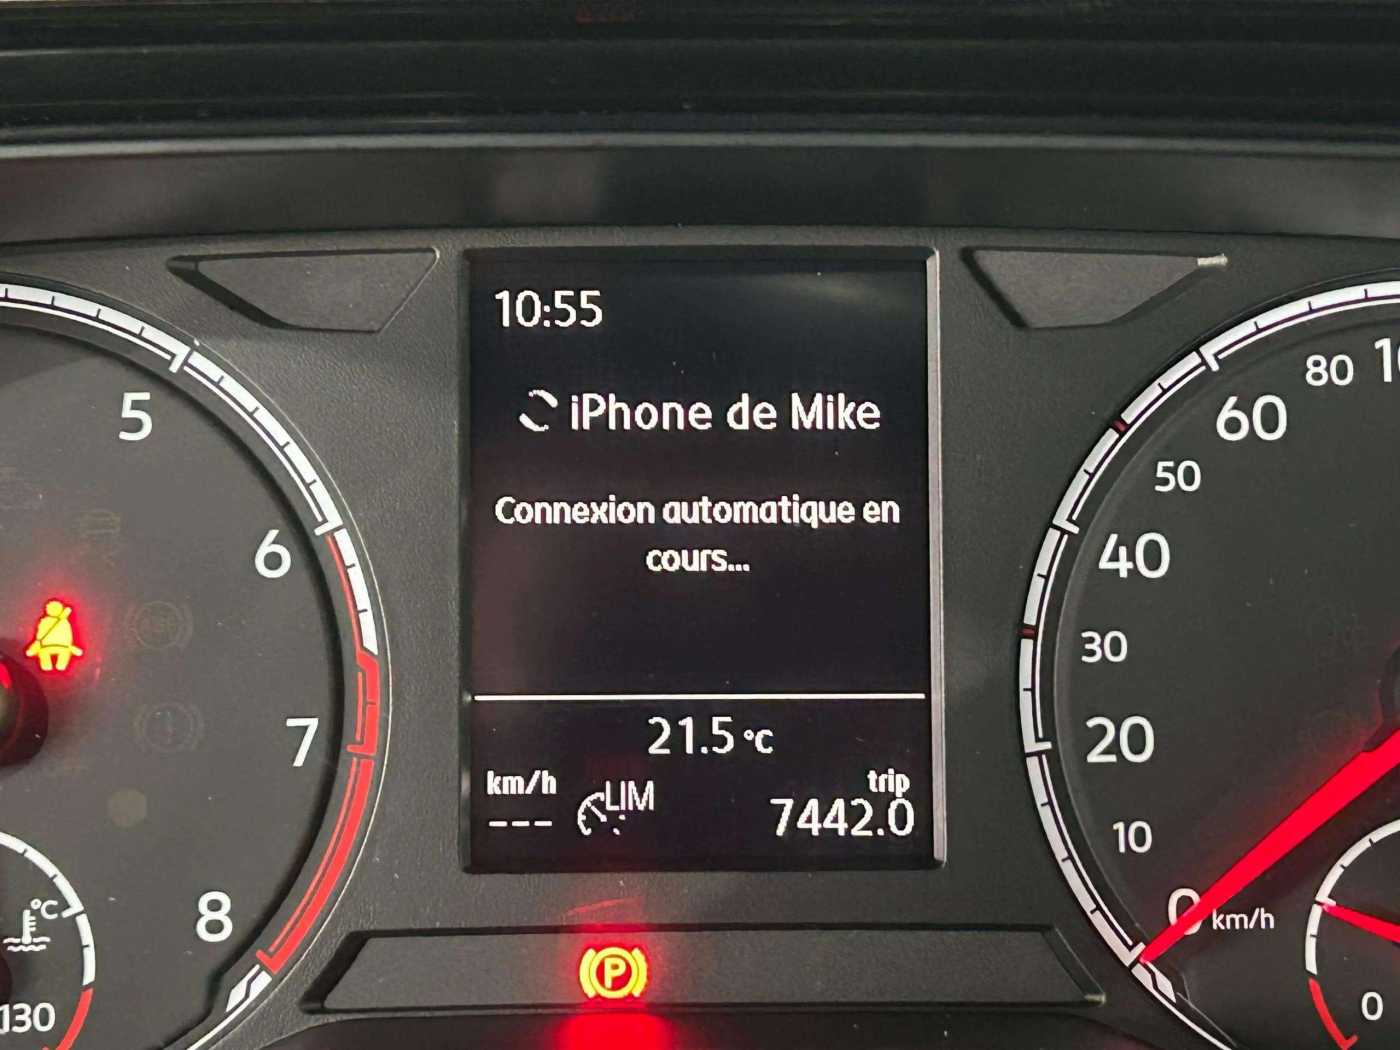 10:55
iPhone de Mike
Connexion automatique en
cours...
21.5 °C
km/h
---
LIM
trip
7442.0
5
6
7
8
°C
130
P
80
60
50
40
30
20
10
0 km/h
0